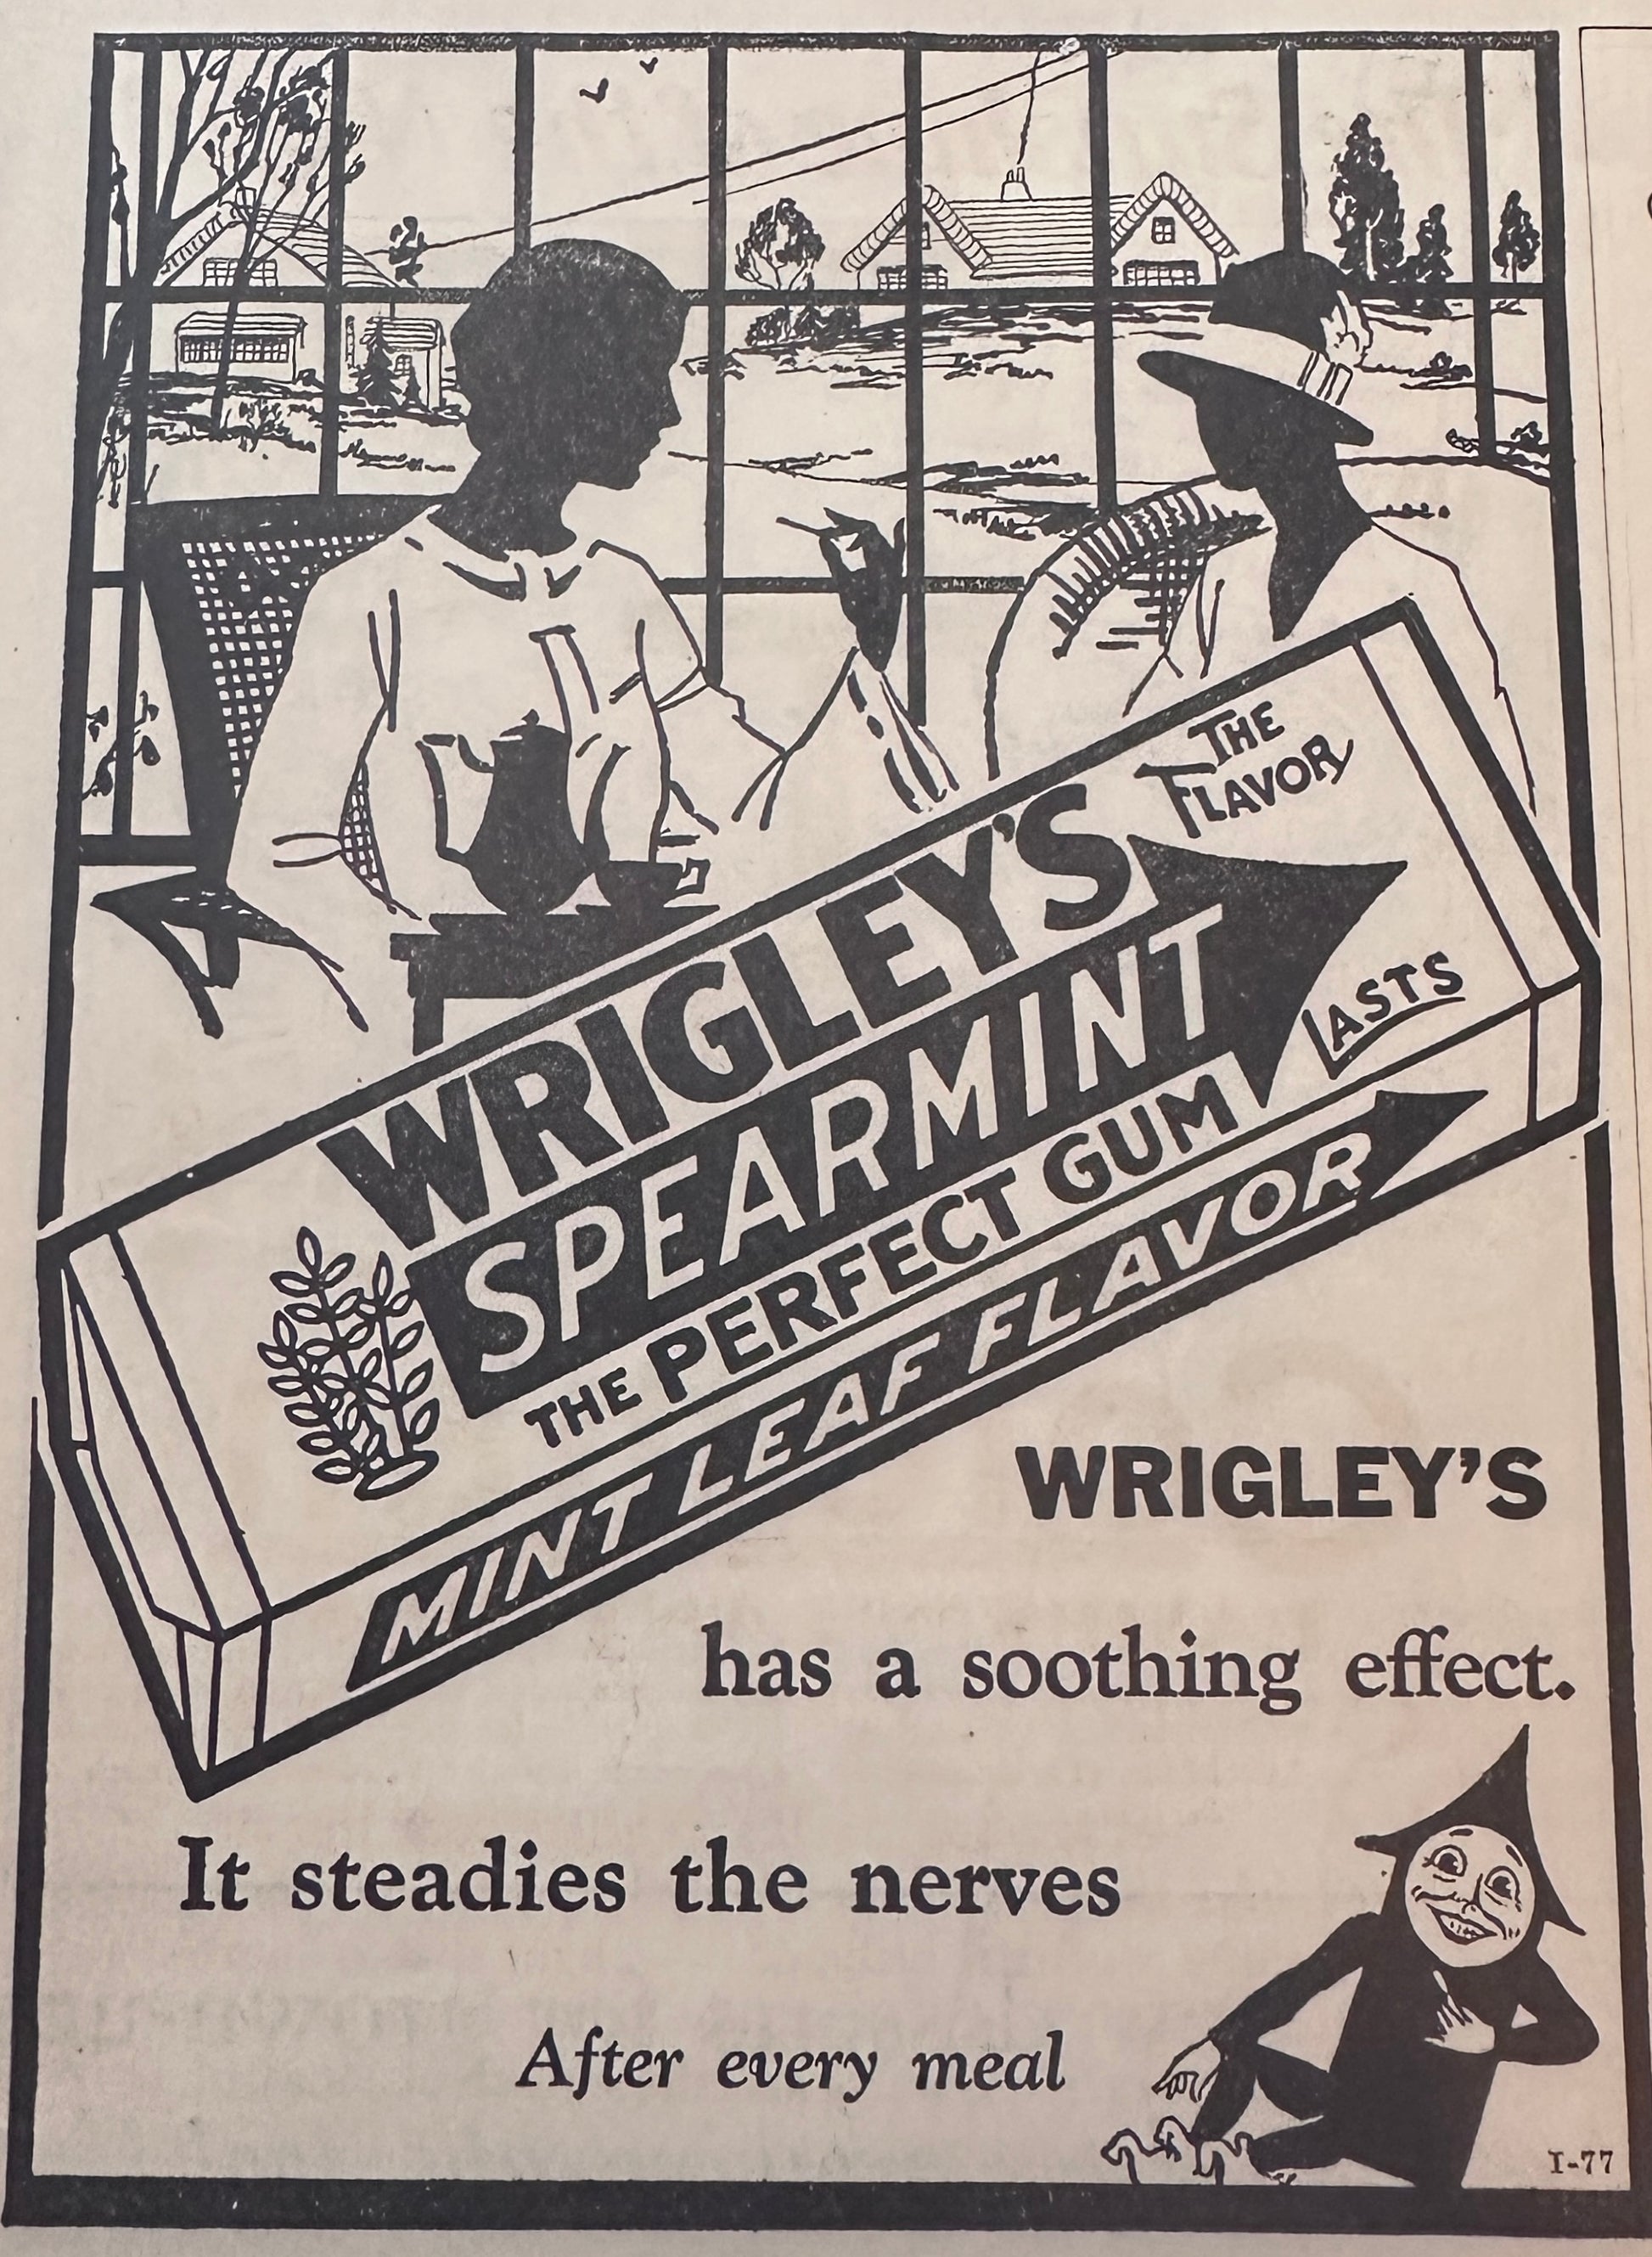 THE
FLAVOR
LASTS
WRIGLEY'S
SPEARMINT
THE PERFECT GUM
MINT LEAF FLAVOR
WRIGLEY'S
has a soothing effect.
It steadies the nerves
After every meal
I-77